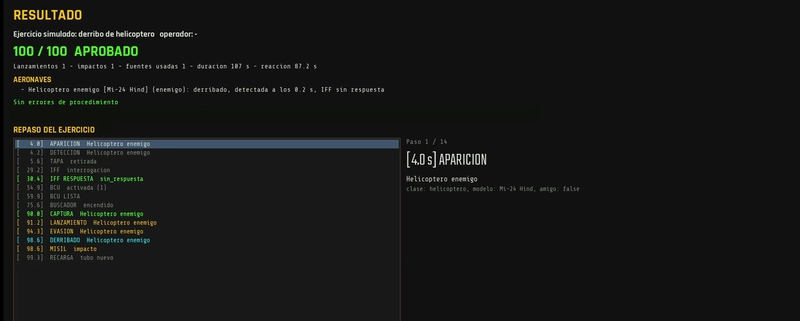 RESULTADO
Ejercicio simulado: derribo de helicoptero operador: -
100 / 100 APROBADO
Lanzamientos 1 - impactos 1 - fuentes usadas 1 - duracion 107 s - reaccion 87.2 s
AERONAVES
- Helicoptero enemigo [Mi-24 Hind] (enemigo): derribado, detectada a los 0.2 s, IFF sin respuesta
Sin errores de procedimiento
REPASO DEL EJERCICIO
[ 4.0] APARICION Helicoptero enemigo
[ 4.2] DETECCION Helicoptero enemigo
[ 5.6] TAPA retirada
[ 29.2] IFF interrogacion
[ 30.4] IFF RESPUESTA sin_respuesta
[ 54.9] BCU activada (1)
[ 59.9] BCU LISTA
[ 75.6] BUSCADOR encendido
[ 90.0] CAPTURA Helicoptero enemigo
[ 91.2] LANZAMIENTO Helicoptero enemigo
[ 94.3] EVASION Helicoptero enemigo
[ 98.6] DERRIBADO Helicoptero enemigo
[ 98.6] MISIL impacto
[ 99.3] RECARGA tubo nuevo
Paso 1 / 14
[4.0 s] APARICION
Helicoptero enemigo
clase: helicoptero, modelo: Mi-24 Hind, amigo: false